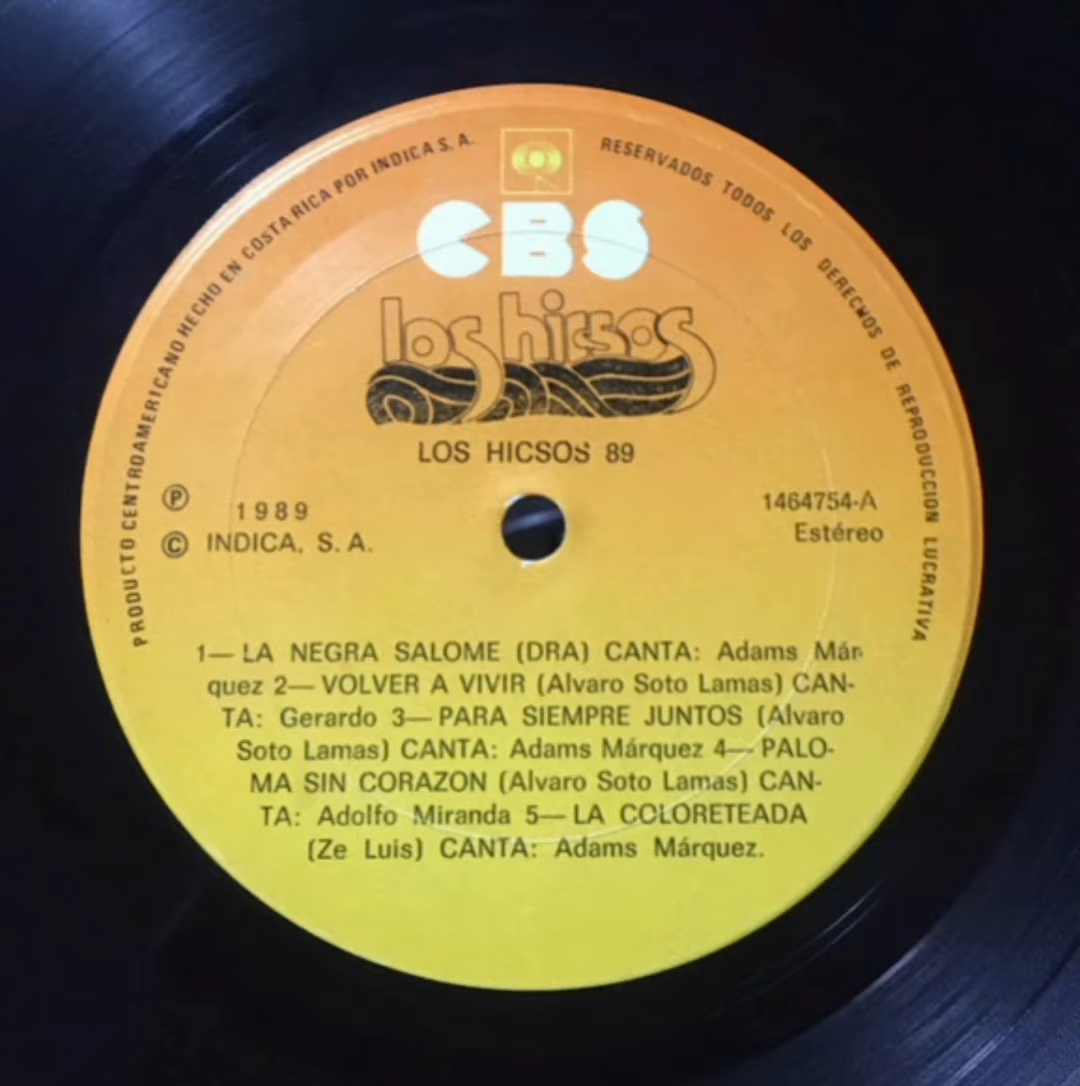 PRODUCTO CENTROAMERICANO HECHO EN COSTA RICA POR INDICA S. A.
RESERVADOS TODOS LOS DERECHOS DE REPRODUCCION LUCRATIVA
CBS
los hicsos
LOS HICSOS 89
Ⓟ 1989
© INDICA, S. A.
1464754-A
Estéreo
1— LA NEGRA SALOME (DRA) CANTA: Adams Már-
quez 2— VOLVER A VIVIR (Alvaro Soto Lamas) CAN-
TA: Gerardo 3— PARA SIEMPRE JUNTOS (Alvaro
Soto Lamas) CANTA: Adams Márquez 4— PALO-
MA SIN CORAZON (Alvaro Soto Lamas) CAN-
TA: Adolfo Miranda 5— LA COLORETEADA
(Ze Luis) CANTA: Adams Márquez.